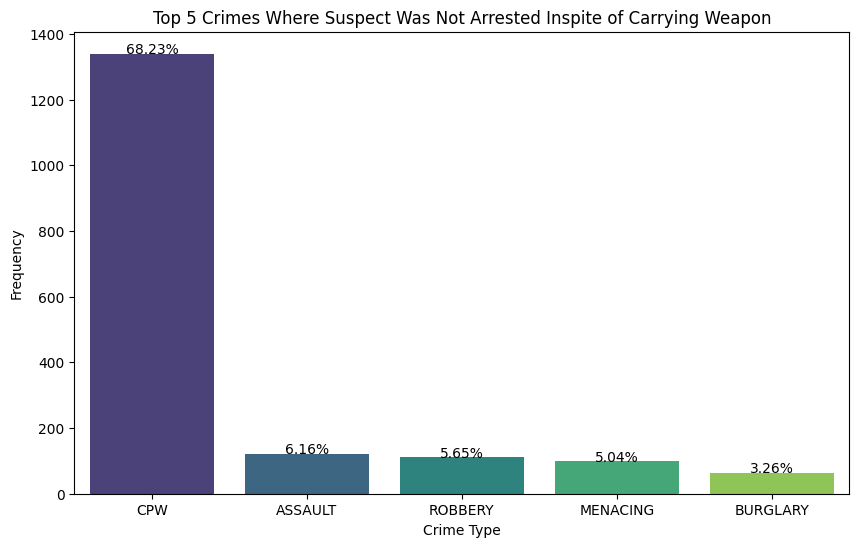 Top 5 Crimes Where Suspect Was Not Arrested Inspite of Carrying Weapon
1400
1200
1000
800
600
400
200
0
Frequency
68.23%
6.16%
5.65%
5.04%
3.26%
CPW
ASSAULT
ROBBERY
MENACING
BURGLARY
Crime Type